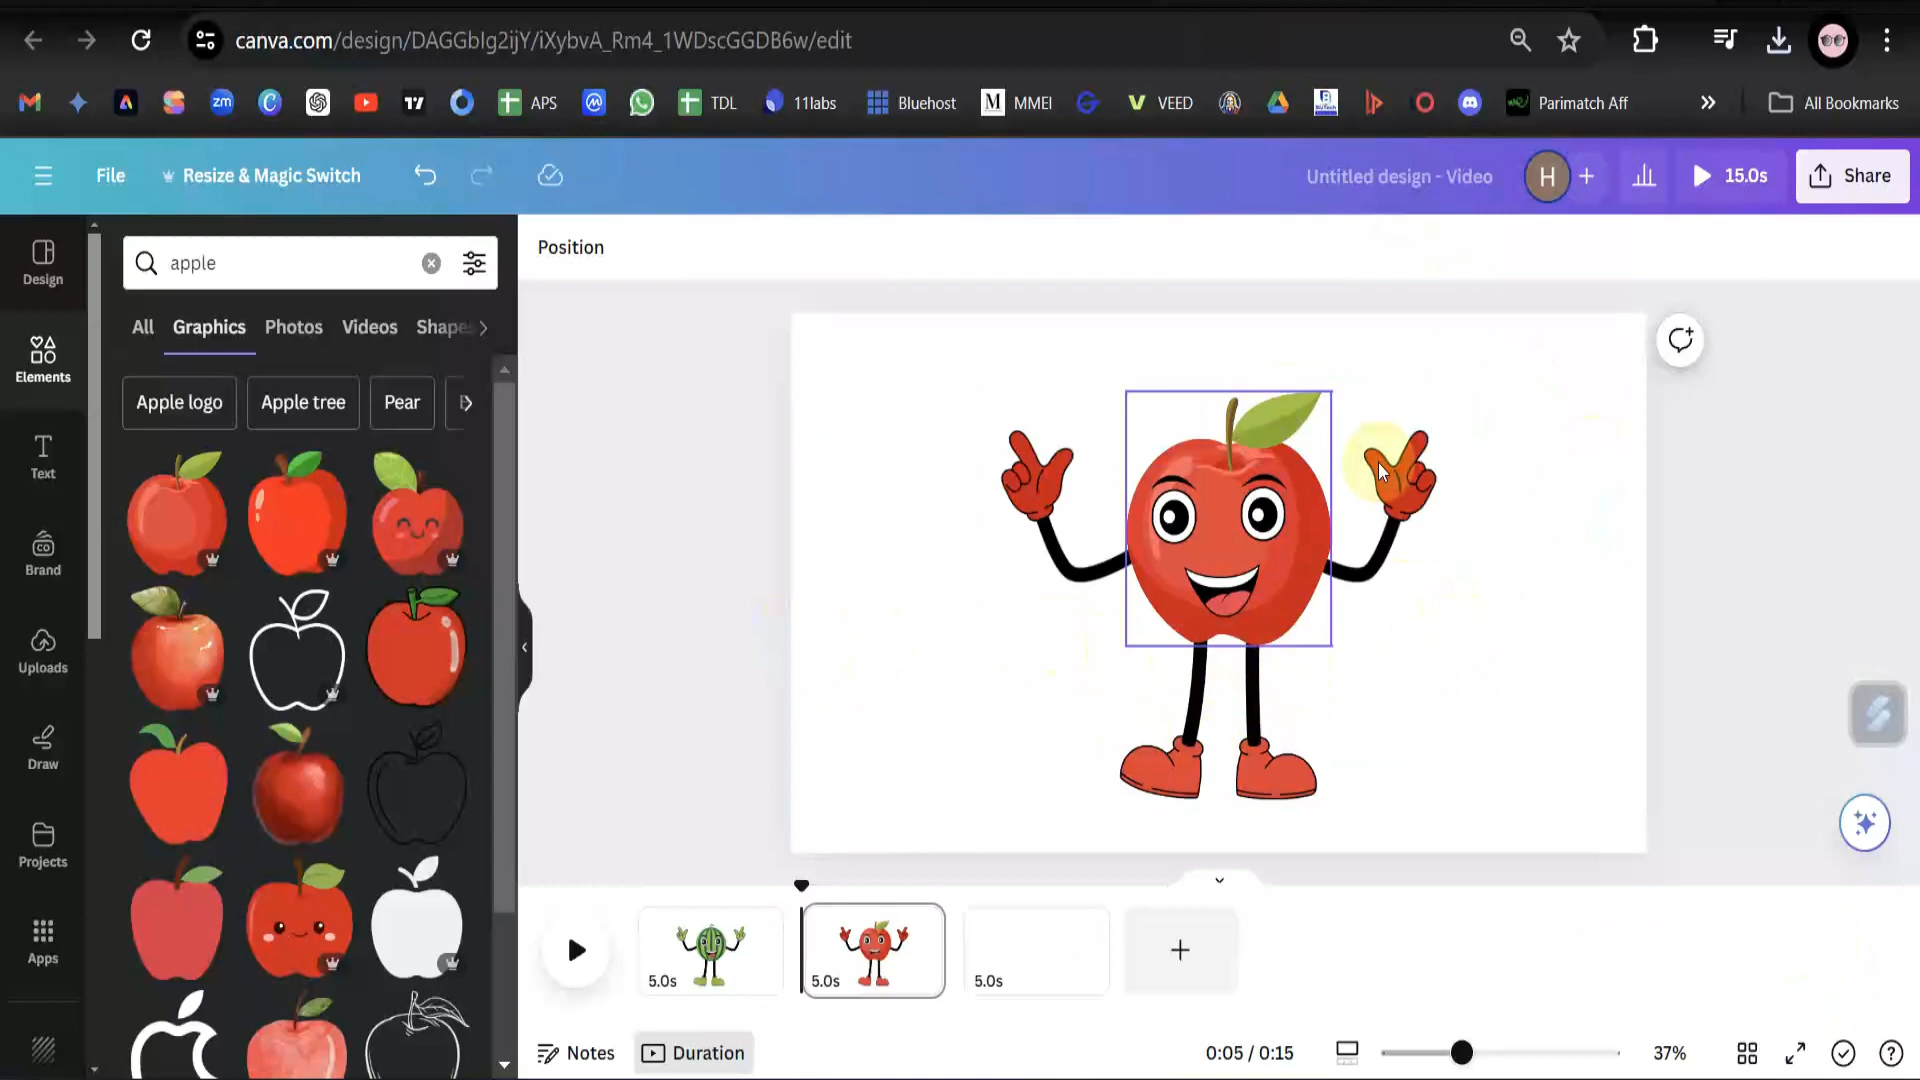 canva.com/design/DAGGbIg2ijY/iXybvA_Rm4_1WDscGGDB6w/edit
zm APS TDL 11labs Bluehost M MMEI VEED Parimatch Aff » All Bookmarks
File Resize & Magic Switch Untitled design - Video H + 15.0s Share
Design
Elements
Text
Brand
Uploads
Draw
Projects
Apps
apple
All Graphics Photos Videos Shapes
Apple logo Apple tree Pear
Position
5.0s 5.0s 5.0s
Notes Duration 0:05 / 0:15 37%